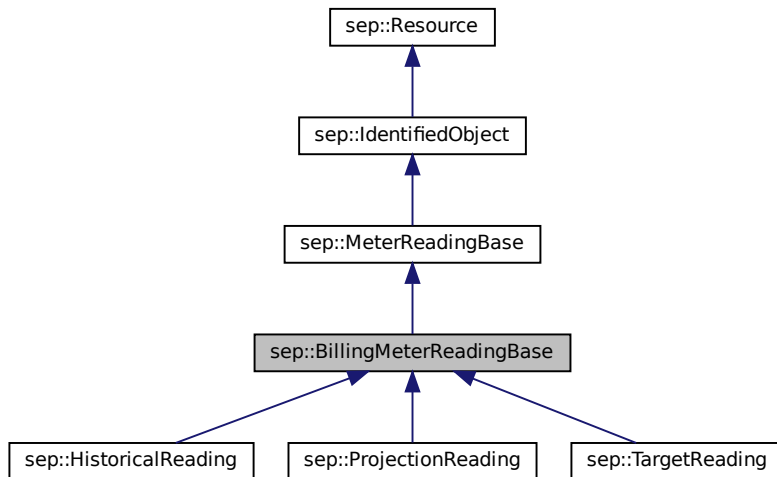 sep::Resource
sep::IdentifiedObject
sep::MeterReadingBase
sep::BillingMeterReadingBase
sep::HistoricalReading
sep::ProjectionReading
sep::TargetReading